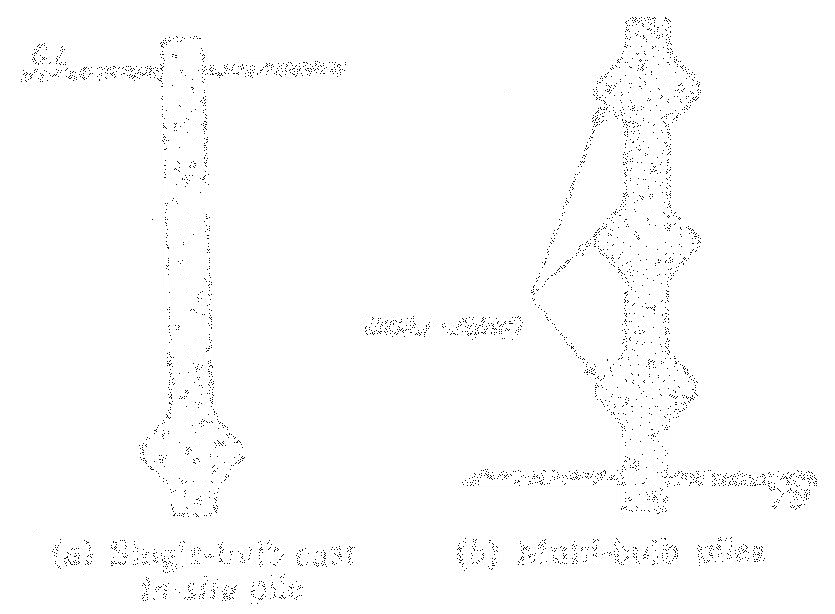 G.L
G.L
(a) Single-bulb cast
in-situ pile
(b) Multi-bulb piles